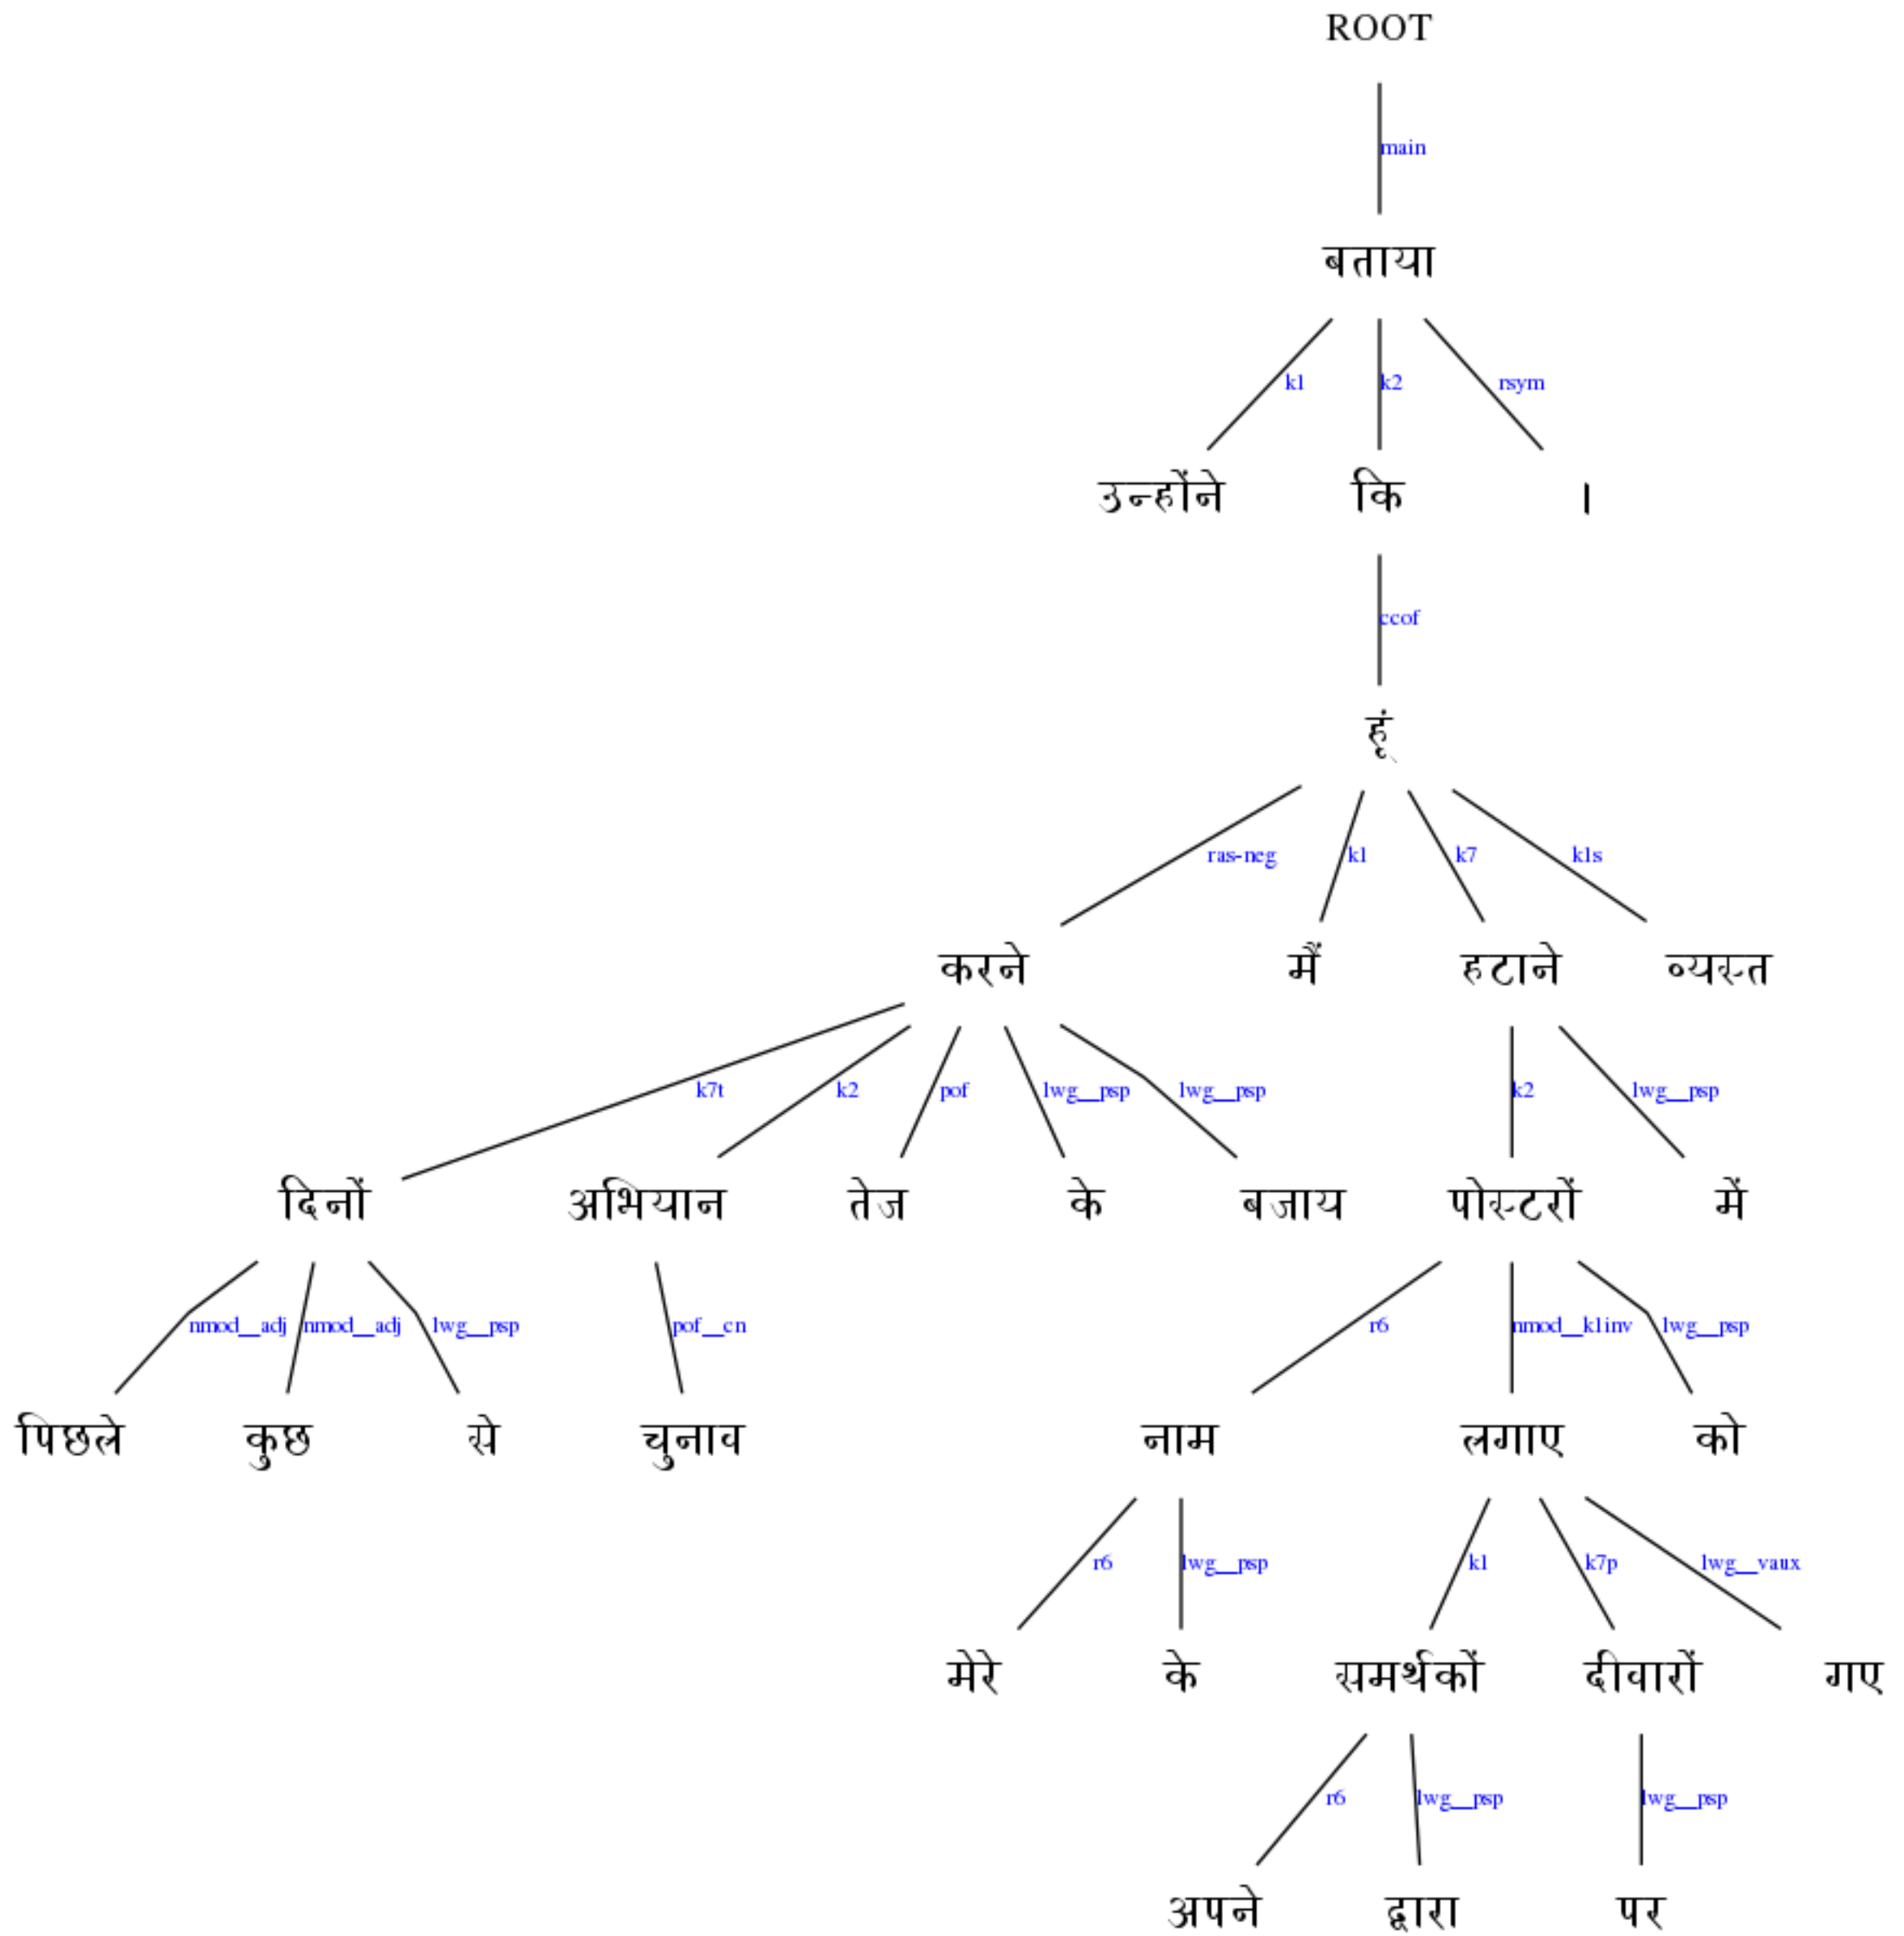 ROOT
main
बताया
k1 k2 rsym
उन्होंने कि ।
ccof
हूं
ras-neg k1 k7 k1s
करने मैं हटाने व्यस्त
k7t k2 pof lwg__psp lwg__psp k2 lwg__psp
दिनों अभियान तेज के बजाय पोस्टरों में
nmod__adj nmod__adj lwg__psp pof__cn r6 nmod__k1inv lwg__psp
पिछले कुछ से चुनाव नाम लगाए को
r6 lwg__psp k1 k7p lwg__vaux
मेरे के समर्थकों दीवारों गए
r6 lwg__psp lwg__psp
अपने द्वारा पर